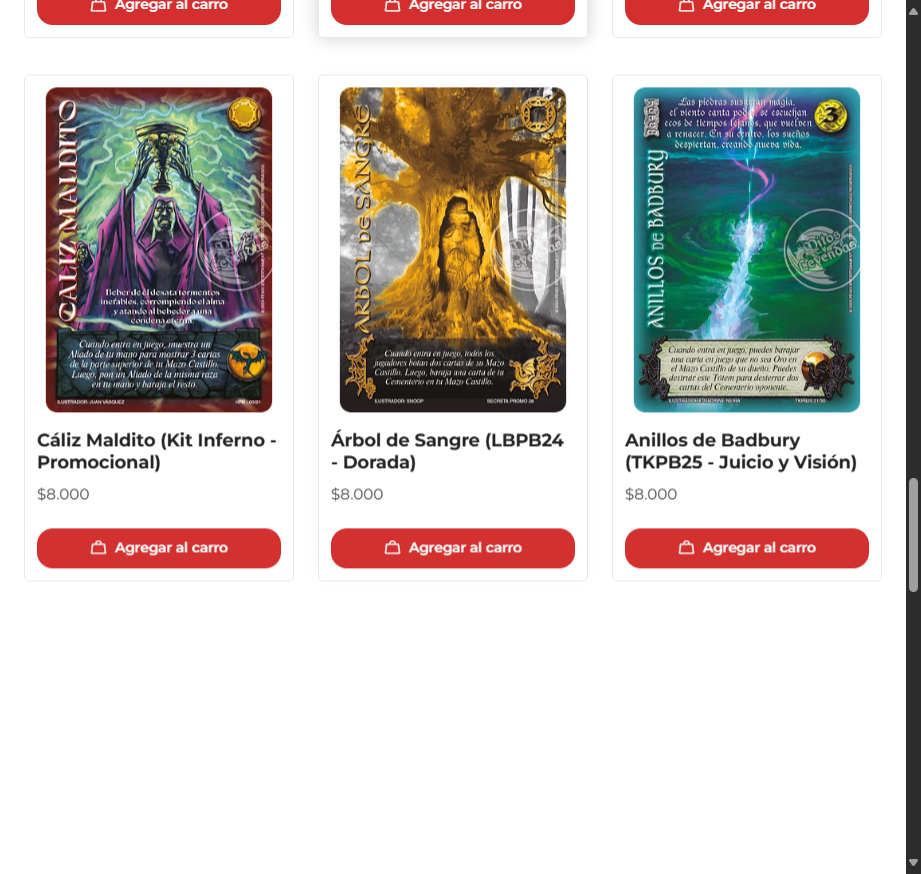 Agregar al carro
Agregar al carro
Agregar al carro
CÁLIZ MALDITO
Beber de él desata tormentos
inefables, corrompiendo el alma
y atando al bebedor a una
condena eterna.
Cuando entra en juego, muestra un
Aliado de tu mano para mostrar 3 cartas
de la parte superior de tu Mazo Castillo.
Luego, pon un Aliado de la misma raza
en tu mano y baraja el resto.
ILUSTRADOR: JUAN VÁSQUEZ
ÁRBOL DE SANGRE
Cuando entra en juego, todos los
jugadores botan dos cartas de su Mazo
Castillo. Luego, baraja una carta de tu
Cementerio en tu Mazo Castillo.
ILUSTRADOR: SNOOP
SECRETA PROMO
Las piedras susurran magia,
el viento canta poder, se escuchan
ecos de tiempos lejanos, que vuelven
a renacer. En su centro, los sueños
despiertan, creando nueva vida.
3
ANILLOS DE BADBURY
Mitos
Leyendas
Cuando entra en juego, puedes barajar
una carta en juego que no sea Oro en
el Mazo Castillo de su dueño. Puedes
destruir este Tótem para desterrar dos
cartas del Cementerio oponente.
Cáliz Maldito (Kit Inferno -
Promocional)
$8.000
Agregar al carro
Árbol de Sangre (LBPB24
- Dorada)
$8.000
Agregar al carro
Anillos de Badbury
(TKPB25 - Juicio y Visión)
$8.000
Agregar al carro